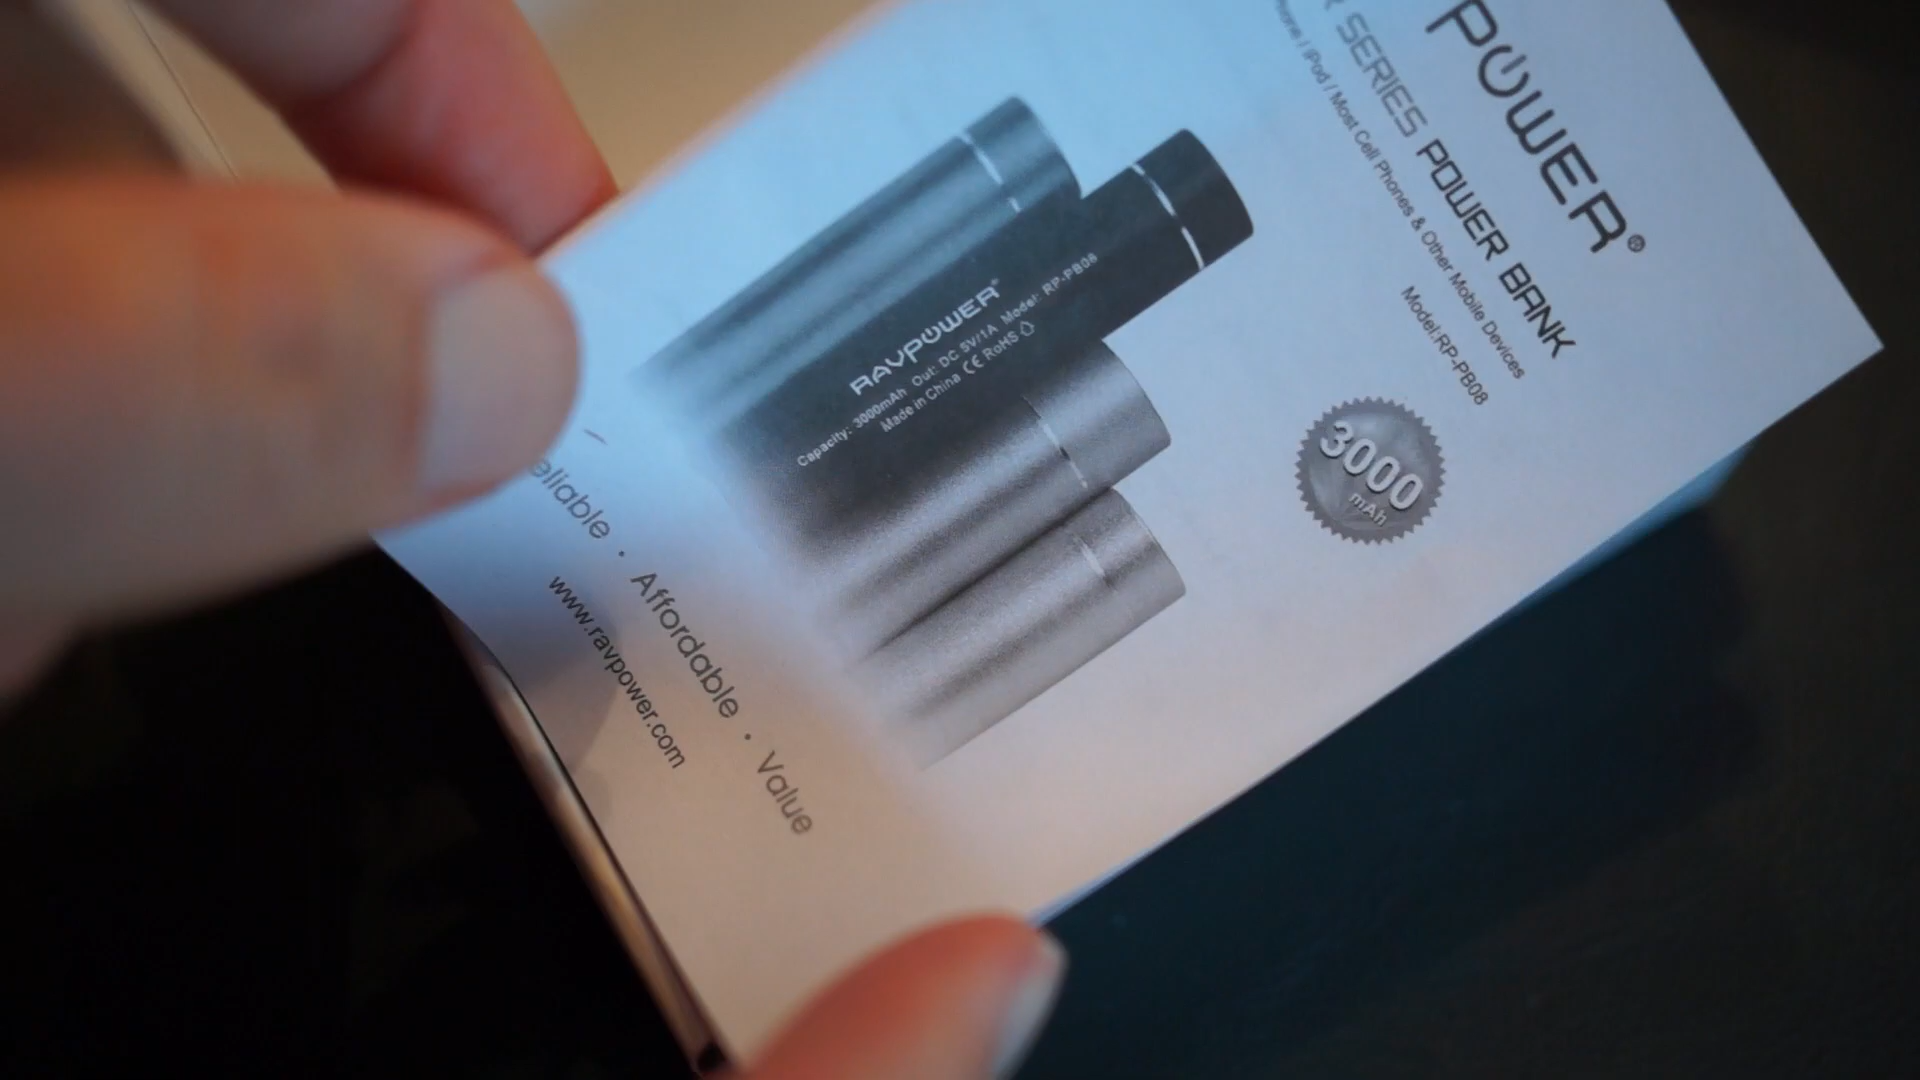 POWER®
SERIES POWER BANK
iPod / Most Cell Phones & Other Mobile Devices
Model:RP-PB08
3000
mAh
RAVPOWER®
Capacity: 3000mAh Out: DC 5V/1A Model: RP-PB08
Made in China CE RoHS
eliable · Affordable · Value
www.ravpower.com